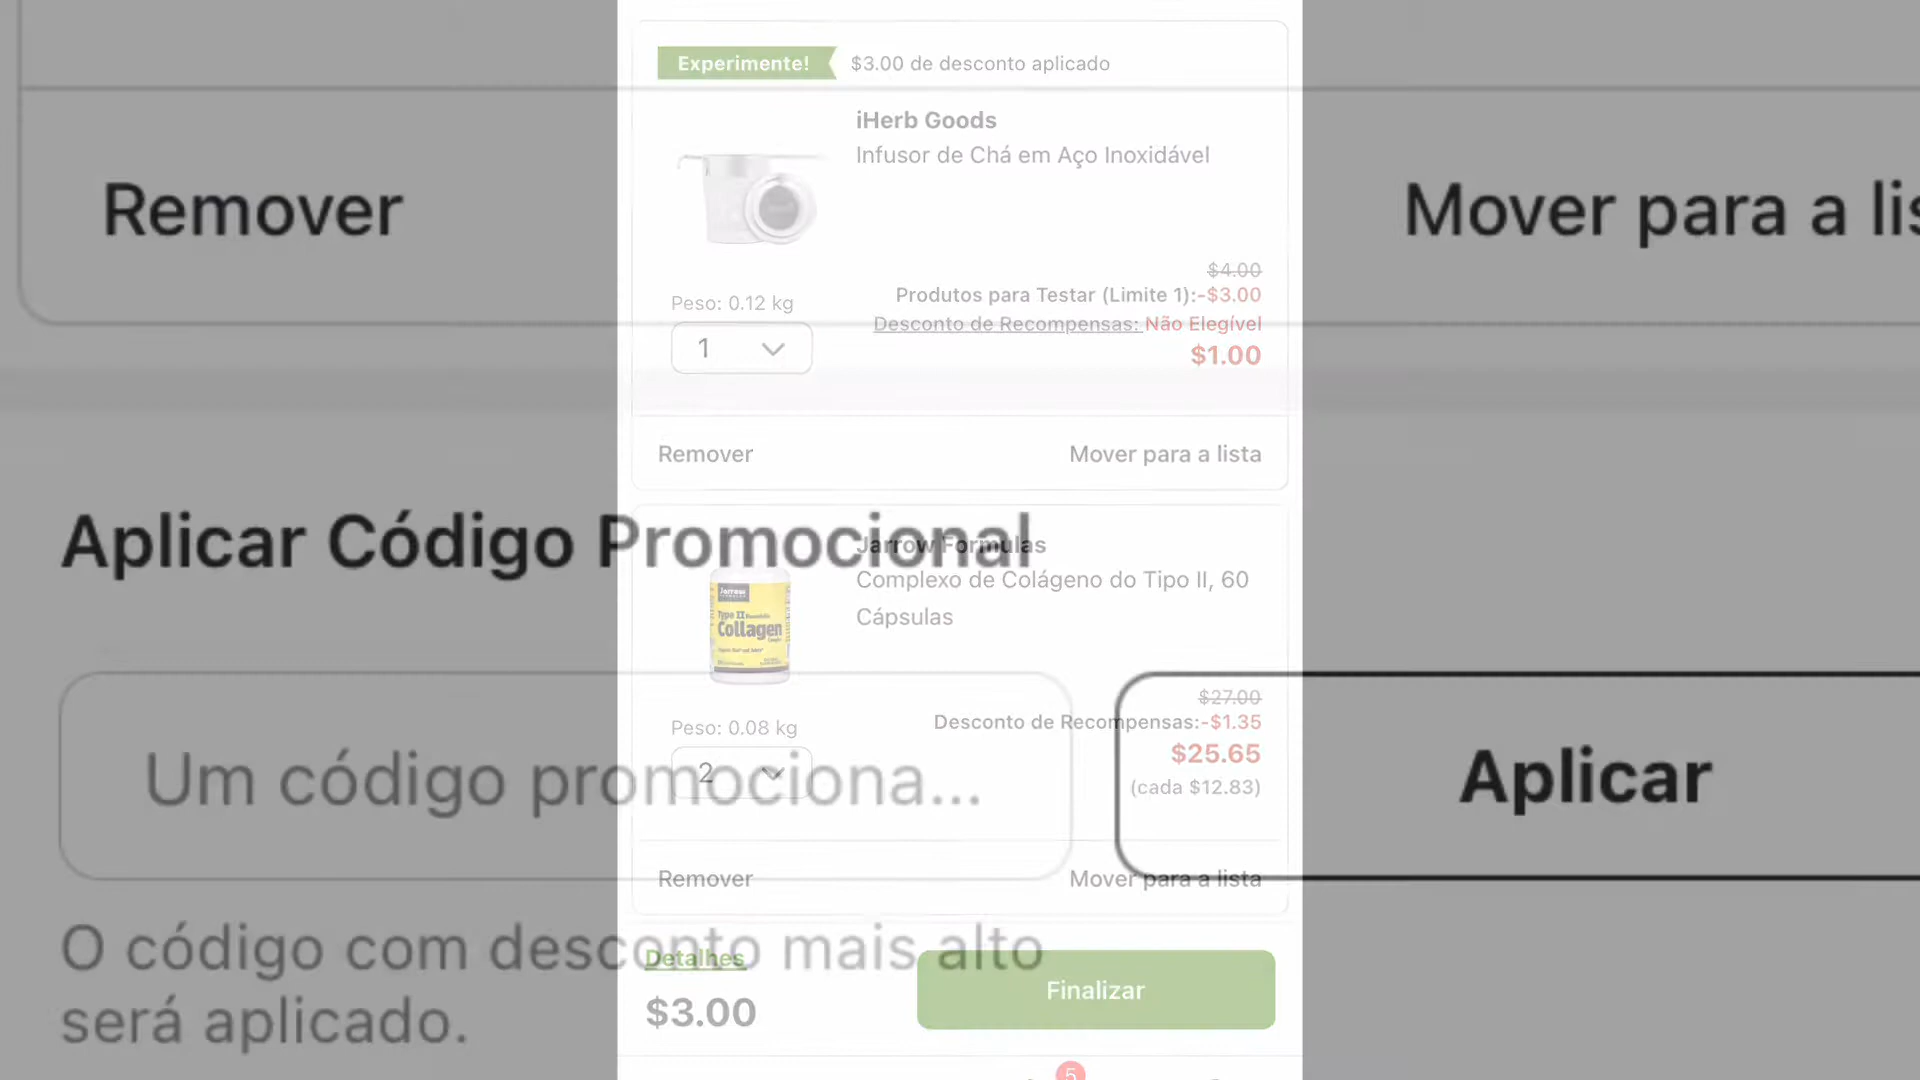 Experimente!
$3.00 de desconto aplicado
iHerb Goods
Infusor de Chá em Aço Inoxidável
$4.00
Produtos para Testar (Limite 1):-$3.00
Peso: 0.12 kg
Desconto de Recompensas: Não Elegível
1
$1.00
Remover
Mover para a lista
Jarrow Formulas
Complexo de Colágeno do Tipo II, 60
Cápsulas
Jarrow
Type II
Collagen
$27.00
Peso: 0.08 kg
Desconto de Recompensas:-$1.35
$25.65
2
(cada $12.83)
Remover
Mover para a lista
Detalhes
$3.00
Finalizar
5
Remover
Mover para a lis
Aplicar Código Promocional
Um código promociona...
Aplicar
O código com desconto mais alto
será aplicado.